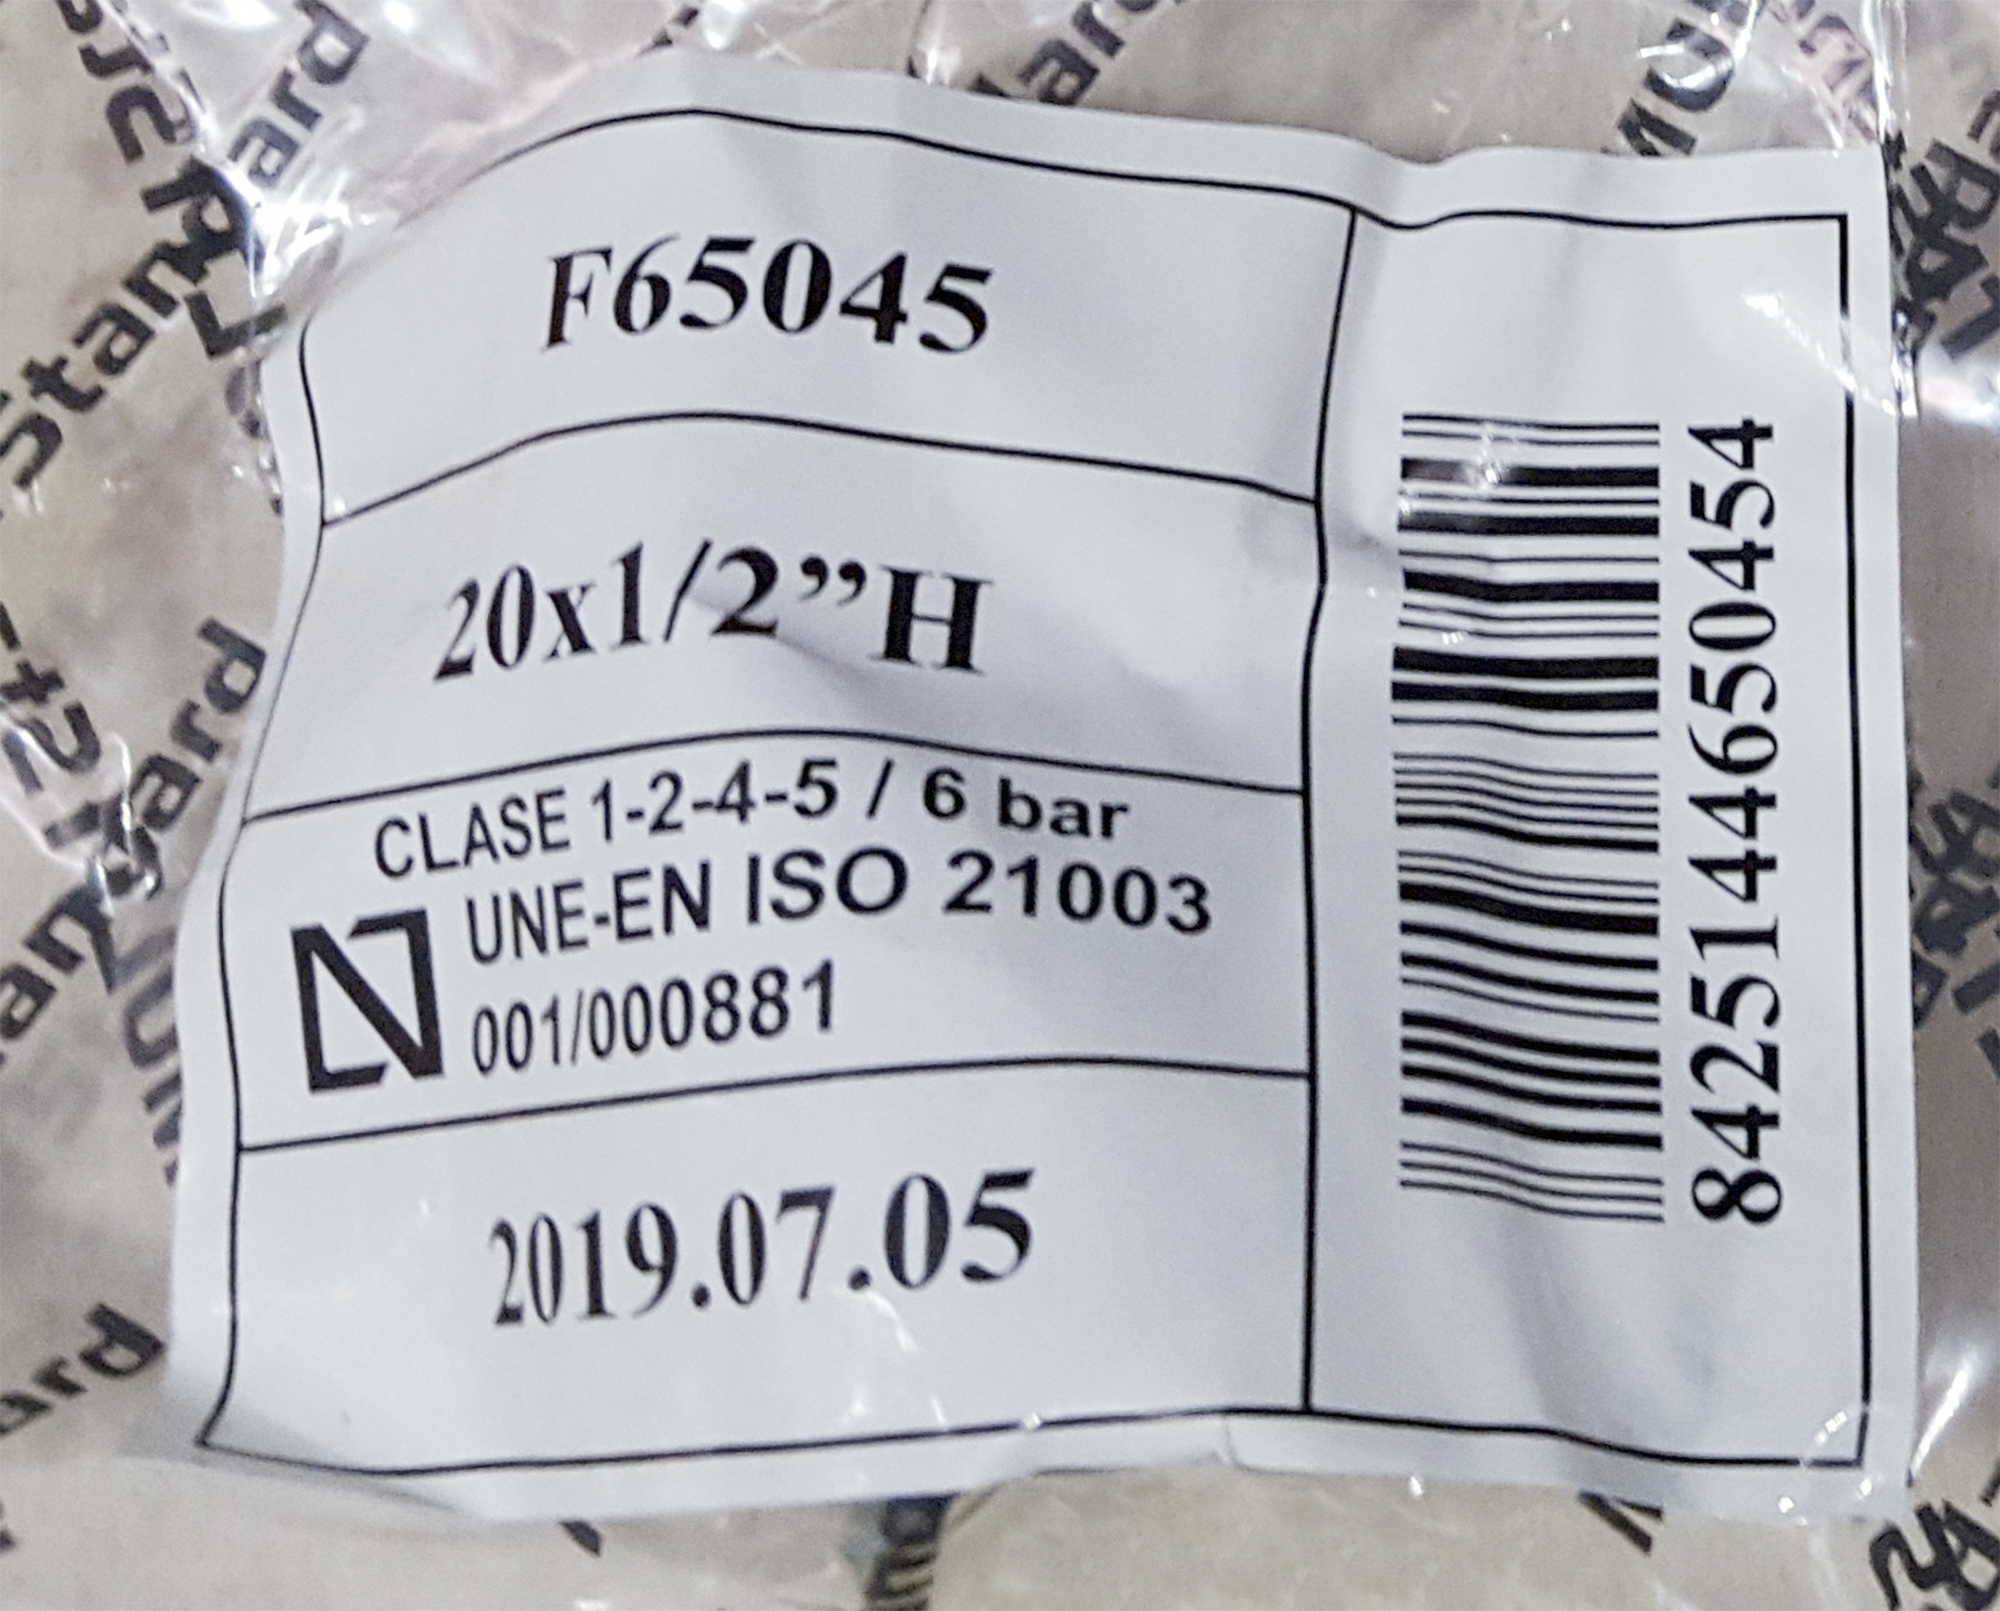 F65045
20x1/2”H
CLASE 1-2-4-5 / 6 bar
UNE-EN ISO 21003
001/000881
2019.07.05
8425144650454